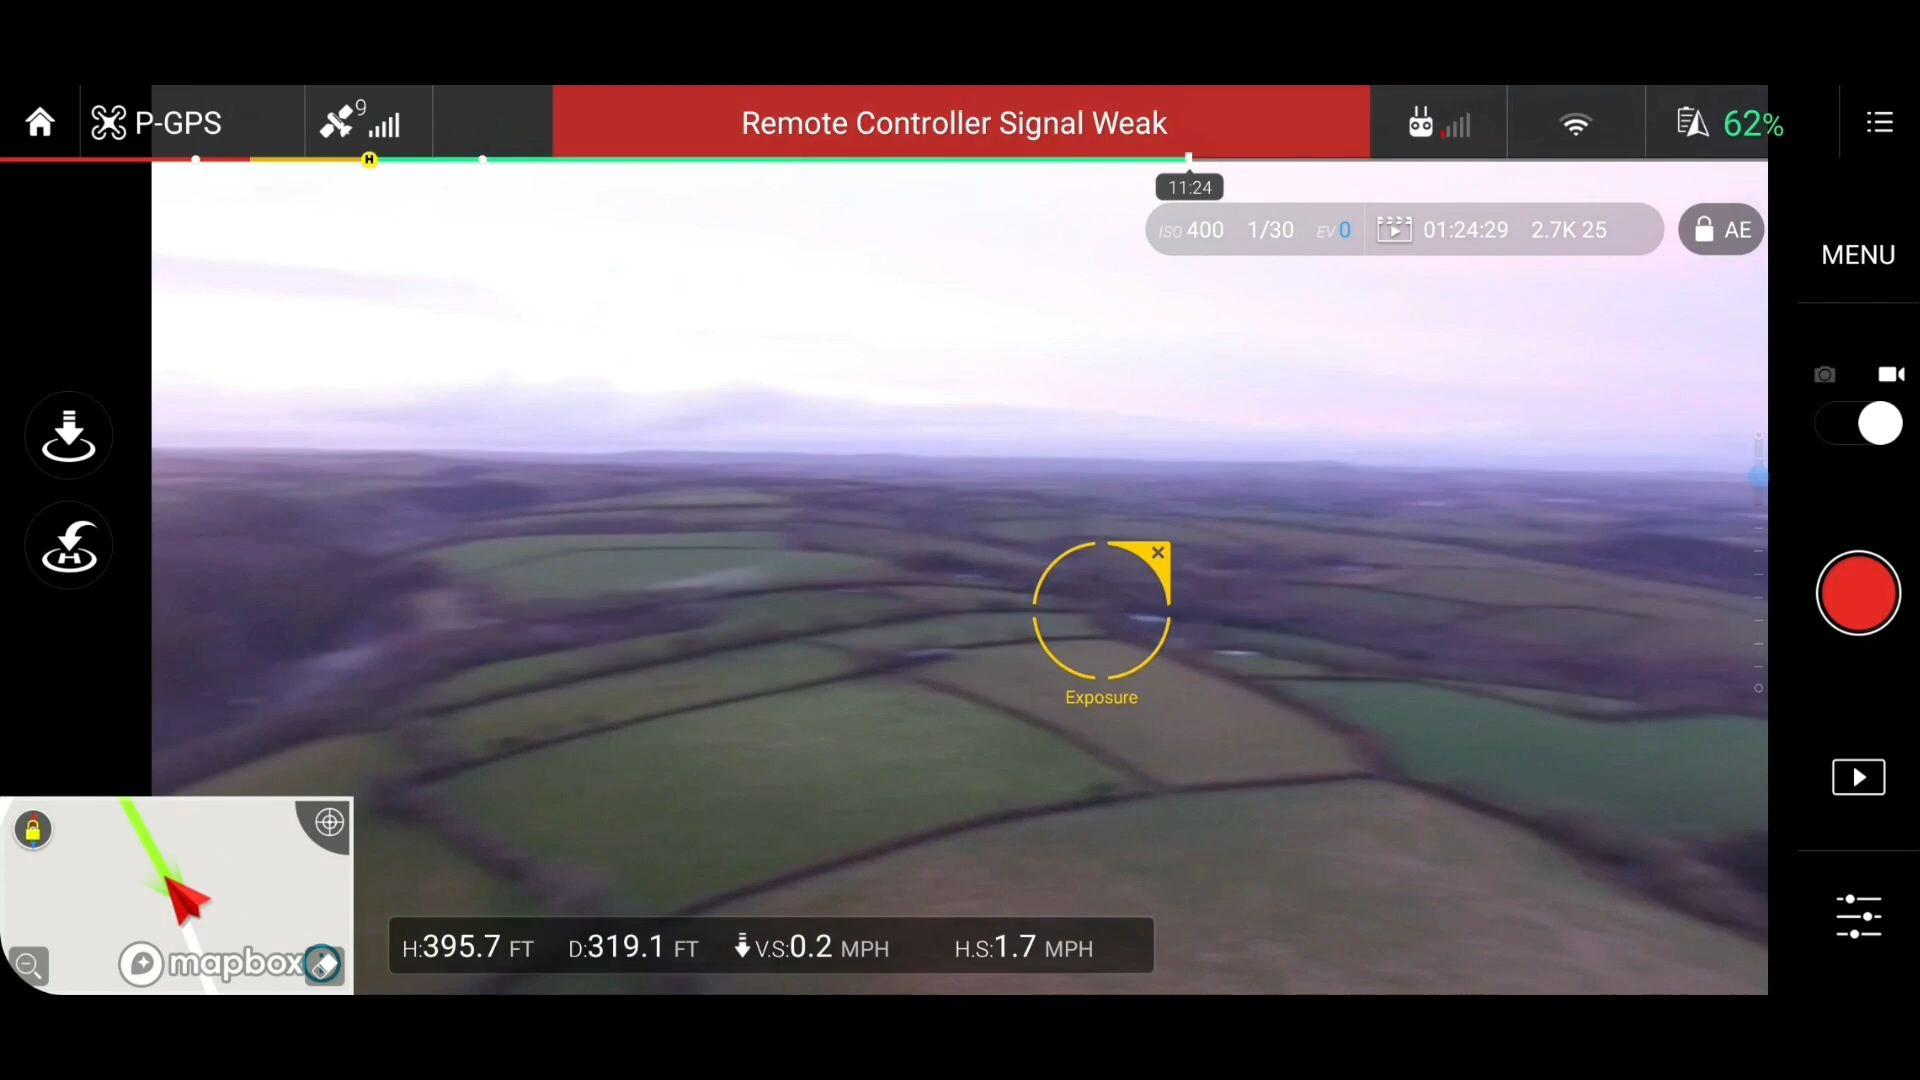 P-GPS
9
Remote Controller Signal Weak
62%
H
11:24
ISO 400 1/30 EV 0 01:24:29 2.7K 25
AE
MENU
Exposure
H
mapbox
H:395.7 FT D:319.1 FT V.S:0.2 MPH H.S:1.7 MPH